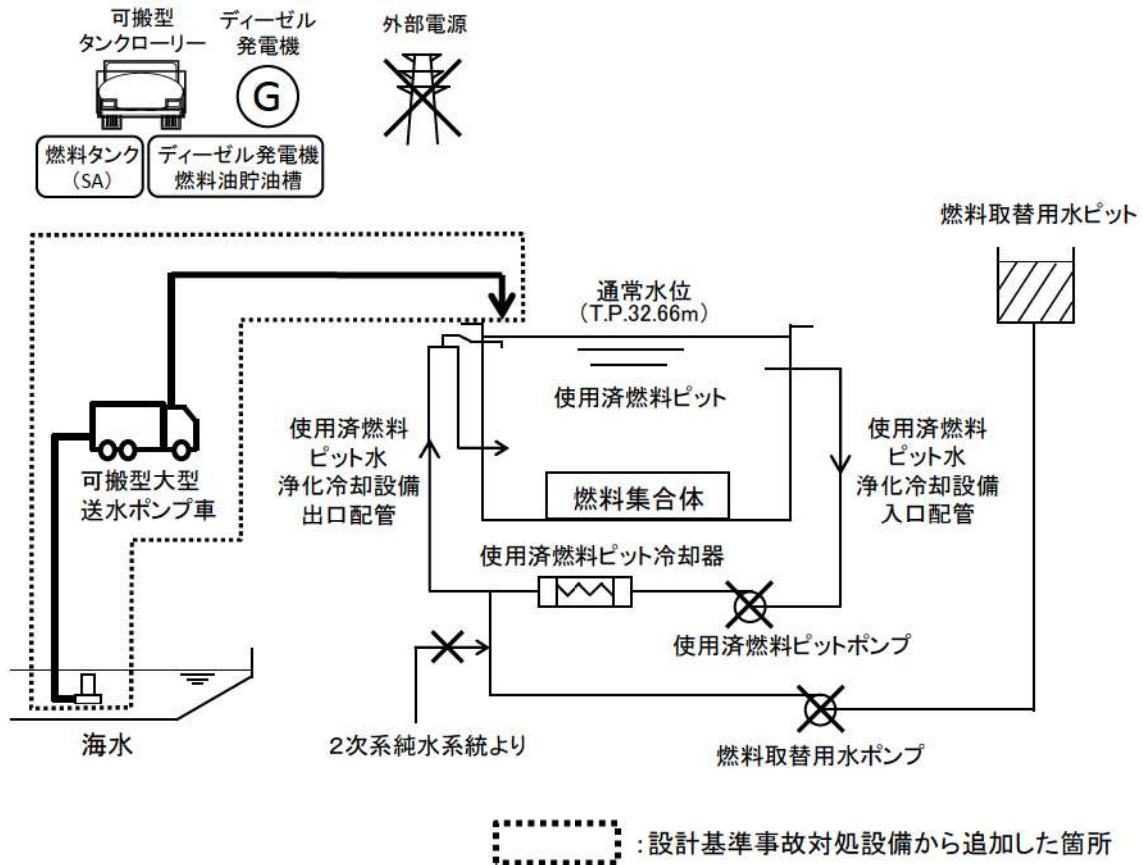 可搬型
タンクローリー
ディーゼル
発電機
外部電源
G
燃料タンク
(SA)
ディーゼル発電機
燃料油貯油槽
燃料取替用水ピット
通常水位
(T.P.32.66m)
使用済燃料ピット
使用済燃料
ピット水
浄化冷却設備
出口配管
使用済燃料
ピット水
浄化冷却設備
入口配管
可搬型大型
送水ポンプ車
燃料集合体
使用済燃料ピット冷却器
使用済燃料ピットポンプ
海水
2次系純水系統より
燃料取替用水ポンプ
:設計基準事故対処設備から追加した箇所